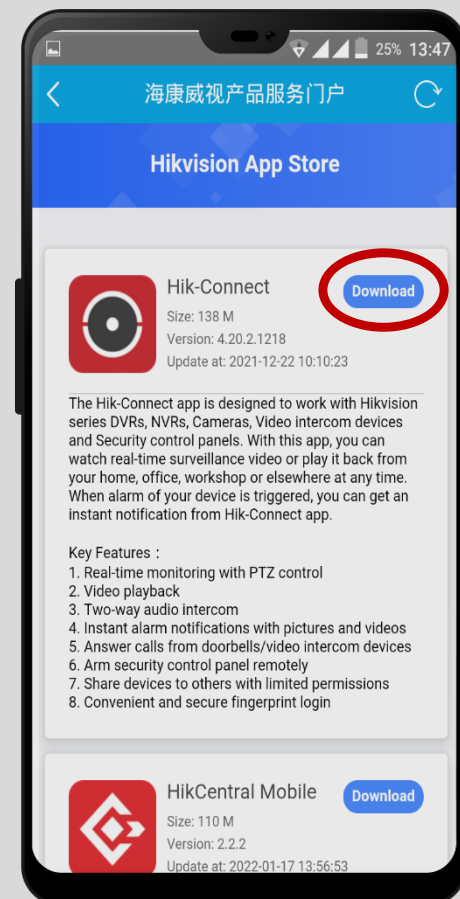 25% 13:47
海康威视产品服务门户
Hikvision App Store
Hik-Connect
Download
Size: 138 M
Version: 4.20.2.1218
Update at: 2021-12-22 10:10:23
The Hik-Connect app is designed to work with Hikvision
series DVRs, NVRs, Cameras, Video intercom devices
and Security control panels. With this app, you can
watch real-time surveillance video or play it back from
your home, office, workshop or elsewhere at any time.
When alarm of your device is triggered, you can get an
instant notification from Hik-Connect app.
Key Features：
1. Real-time monitoring with PTZ control
2. Video playback
3. Two-way audio intercom
4. Instant alarm notifications with pictures and videos
5. Answer calls from doorbells/video intercom devices
6. Arm security control panel remotely
7. Share devices to others with limited permissions
8. Convenient and secure fingerprint login
HikCentral Mobile
Download
Size: 110 M
Version: 2.2.2
Update at: 2022-01-17 13:56:53